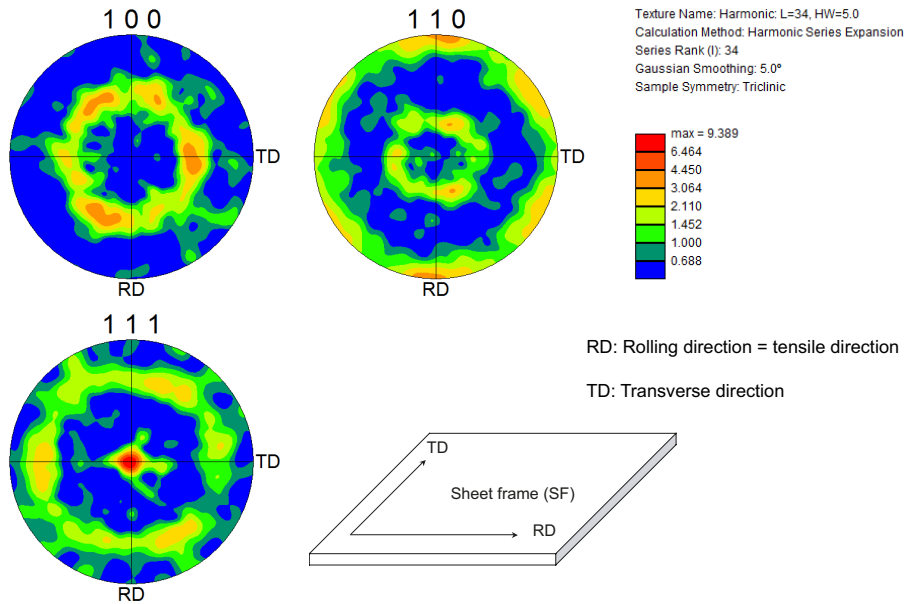 1 0 0
TD
RD
1 1 0
TD
RD
Texture Name: Harmonic: L=34, HW=5.0
Calculation Method: Harmonic Series Expansion
Series Rank (l): 34
Gaussian Smoothing: 5.0°
Sample Symmetry: Triclinic
max = 9.389
6.464
4.450
3.064
2.110
1.452
1.000
0.688
1 1 1
TD
RD
RD: Rolling direction = tensile direction
TD: Transverse direction
TD
Sheet frame (SF)
RD